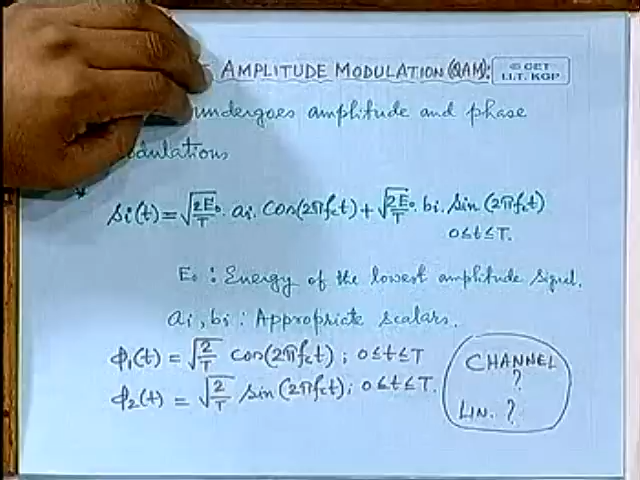 AMPLITUDE MODULATION (QAM):
© CET
I.I.T. KGP
undergoes amplitude and phase
modulations
si(t) = √(2E₀/T) · ai. Cos(2πfct) + √(2E₀/T) · bi. Sin(2πfct)
0 ≤ t ≤ T.
E₀ : Energy of the lowest amplitude signal.
ai, bi : Appropriate scalars.
φ₁(t) = √(2/T) cos(2πfct) ; 0 ≤ t ≤ T
φ₂(t) = √(2/T) sin(2πfct) ; 0 ≤ t ≤ T.
CHANNEL
?
LIN. ?